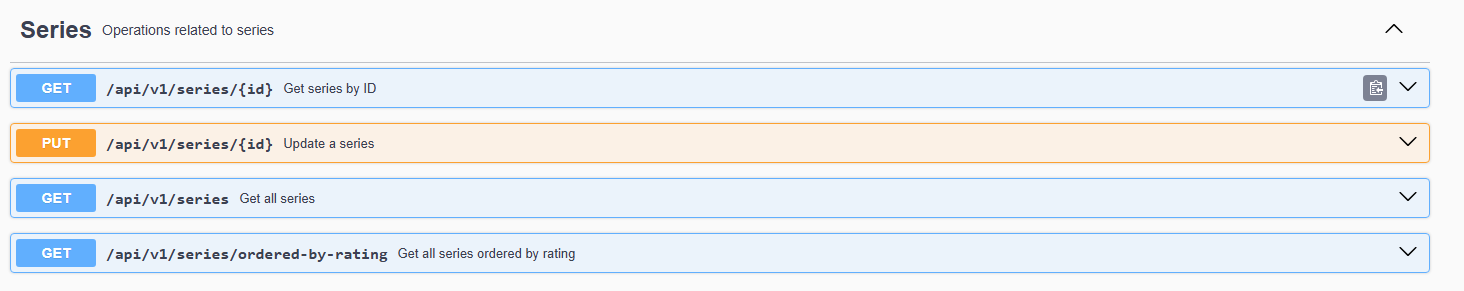 Series Operations related to series
GET /api/v1/series/{id} Get series by ID
PUT /api/v1/series/{id} Update a series
GET /api/v1/series Get all series
GET /api/v1/series/ordered-by-rating Get all series ordered by rating